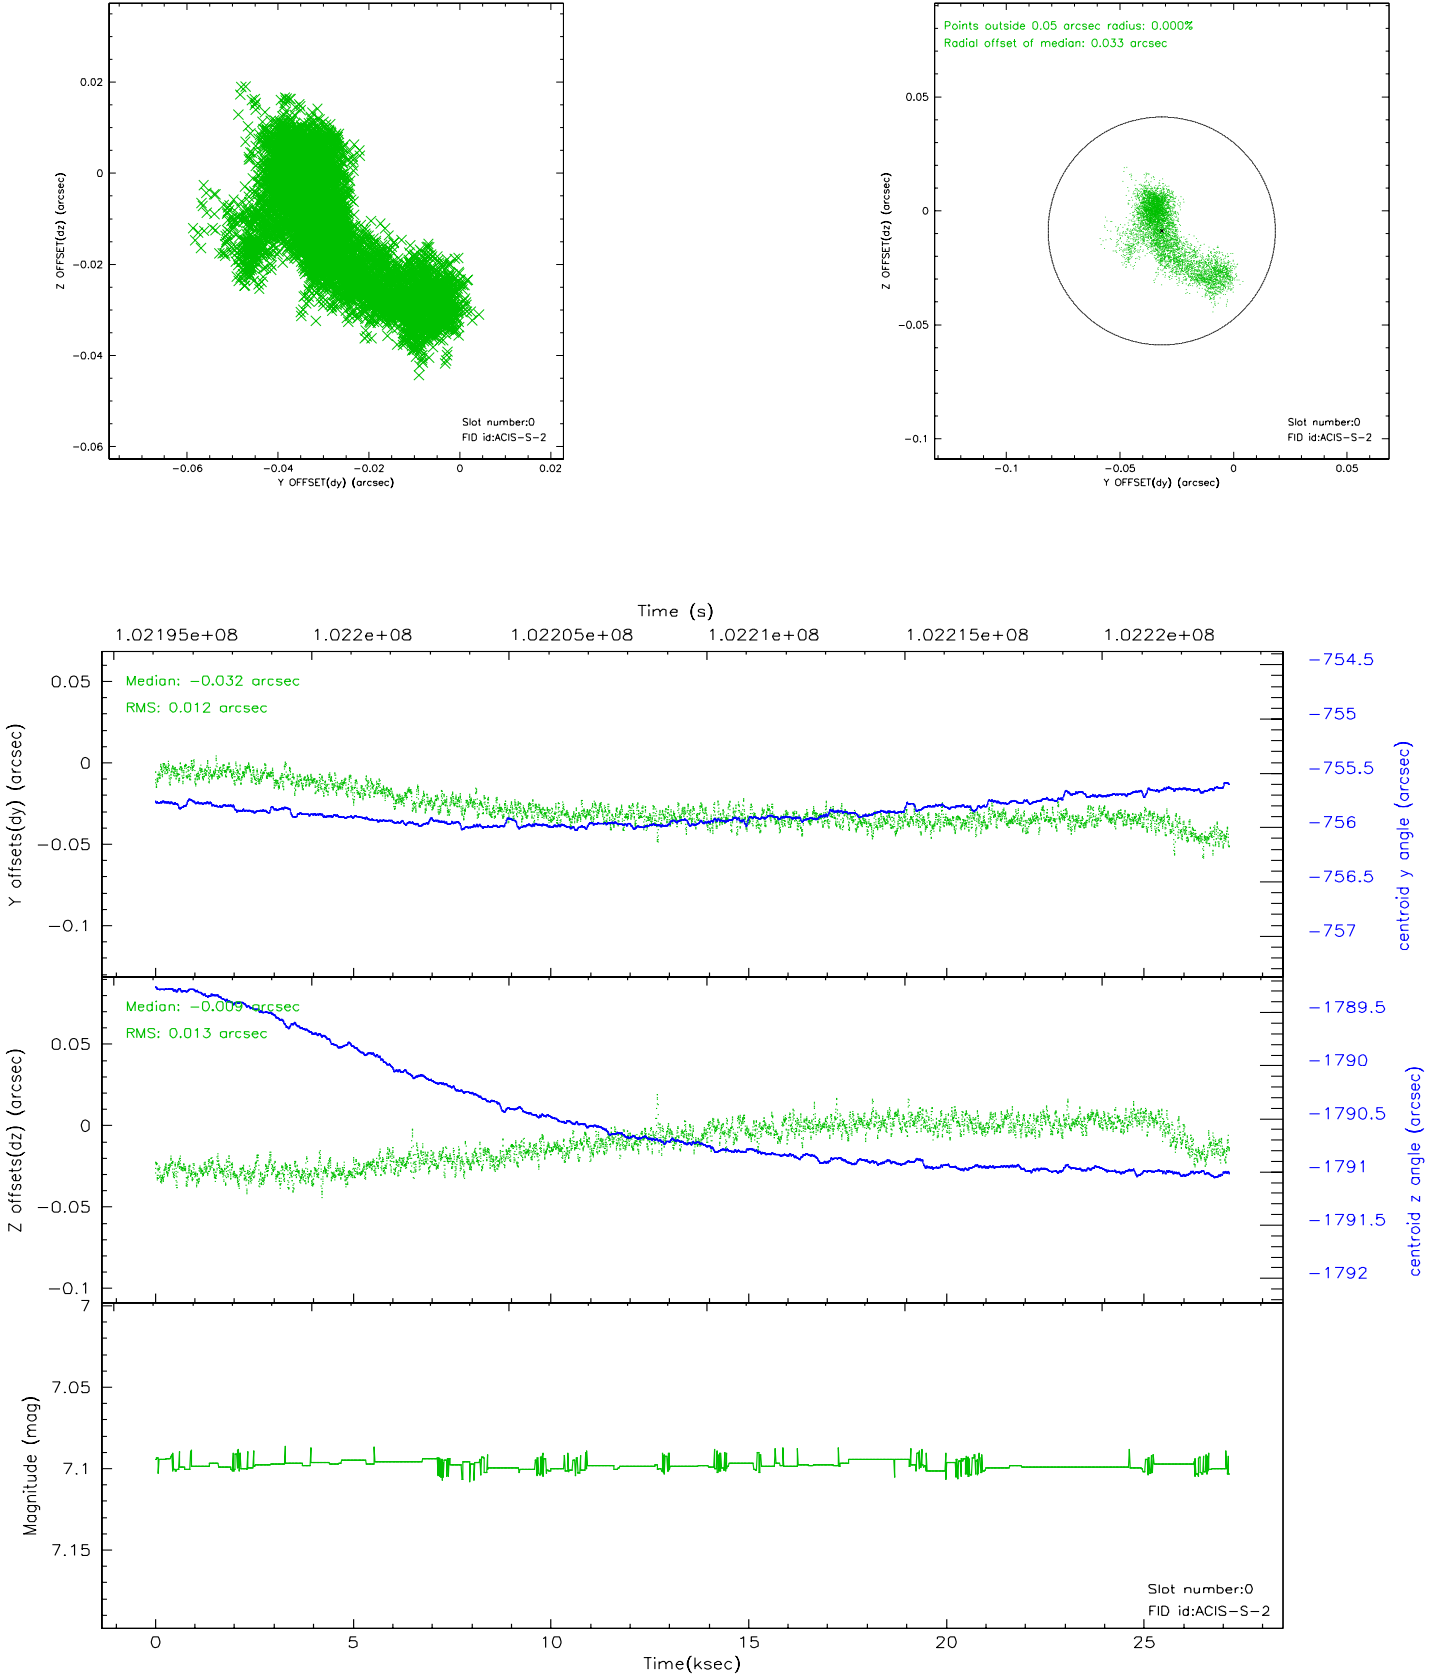 0.02
0
−0.02
−0.04
−0.06
Z OFFSET(dz) (arcsec)
Slot number:0
FID id:ACIS−S−2
−0.06
−0.04
−0.02
0
0.02
Y OFFSET(dy) (arcsec)
Points outside 0.05 arcsec radius: 0.000%
Radial offset of median: 0.033 arcsec
0.05
0
−0.05
−0.1
Z OFFSET(dz) (arcsec)
Slot number:0
FID id:ACIS−S−2
−0.1
−0.05
0
0.05
Y OFFSET(dy) (arcsec)
Time (s)
1.02195e+08
1.022e+08
1.02205e+08
1.0221e+08
1.02215e+08
1.0222e+08
Median: −0.032 arcsec
RMS: 0.012 arcsec
0.05
0
−0.05
−0.1
Y offsets(dy) (arcsec)
−754.5
−755
−755.5
−756
−756.5
−757
centroid y angle (arcsec)
Median: −0.009 arcsec
RMS: 0.013 arcsec
0.05
0
−0.05
−0.1
Z offsets(dz) (arcsec)
−1789.5
−1790
−1790.5
−1791
−1791.5
−1792
centroid z angle (arcsec)
7
7.05
7.1
7.15
Magnitude (mag)
Slot number:0
FID id:ACIS−S−2
0
5
10
15
20
25
Time(ksec)